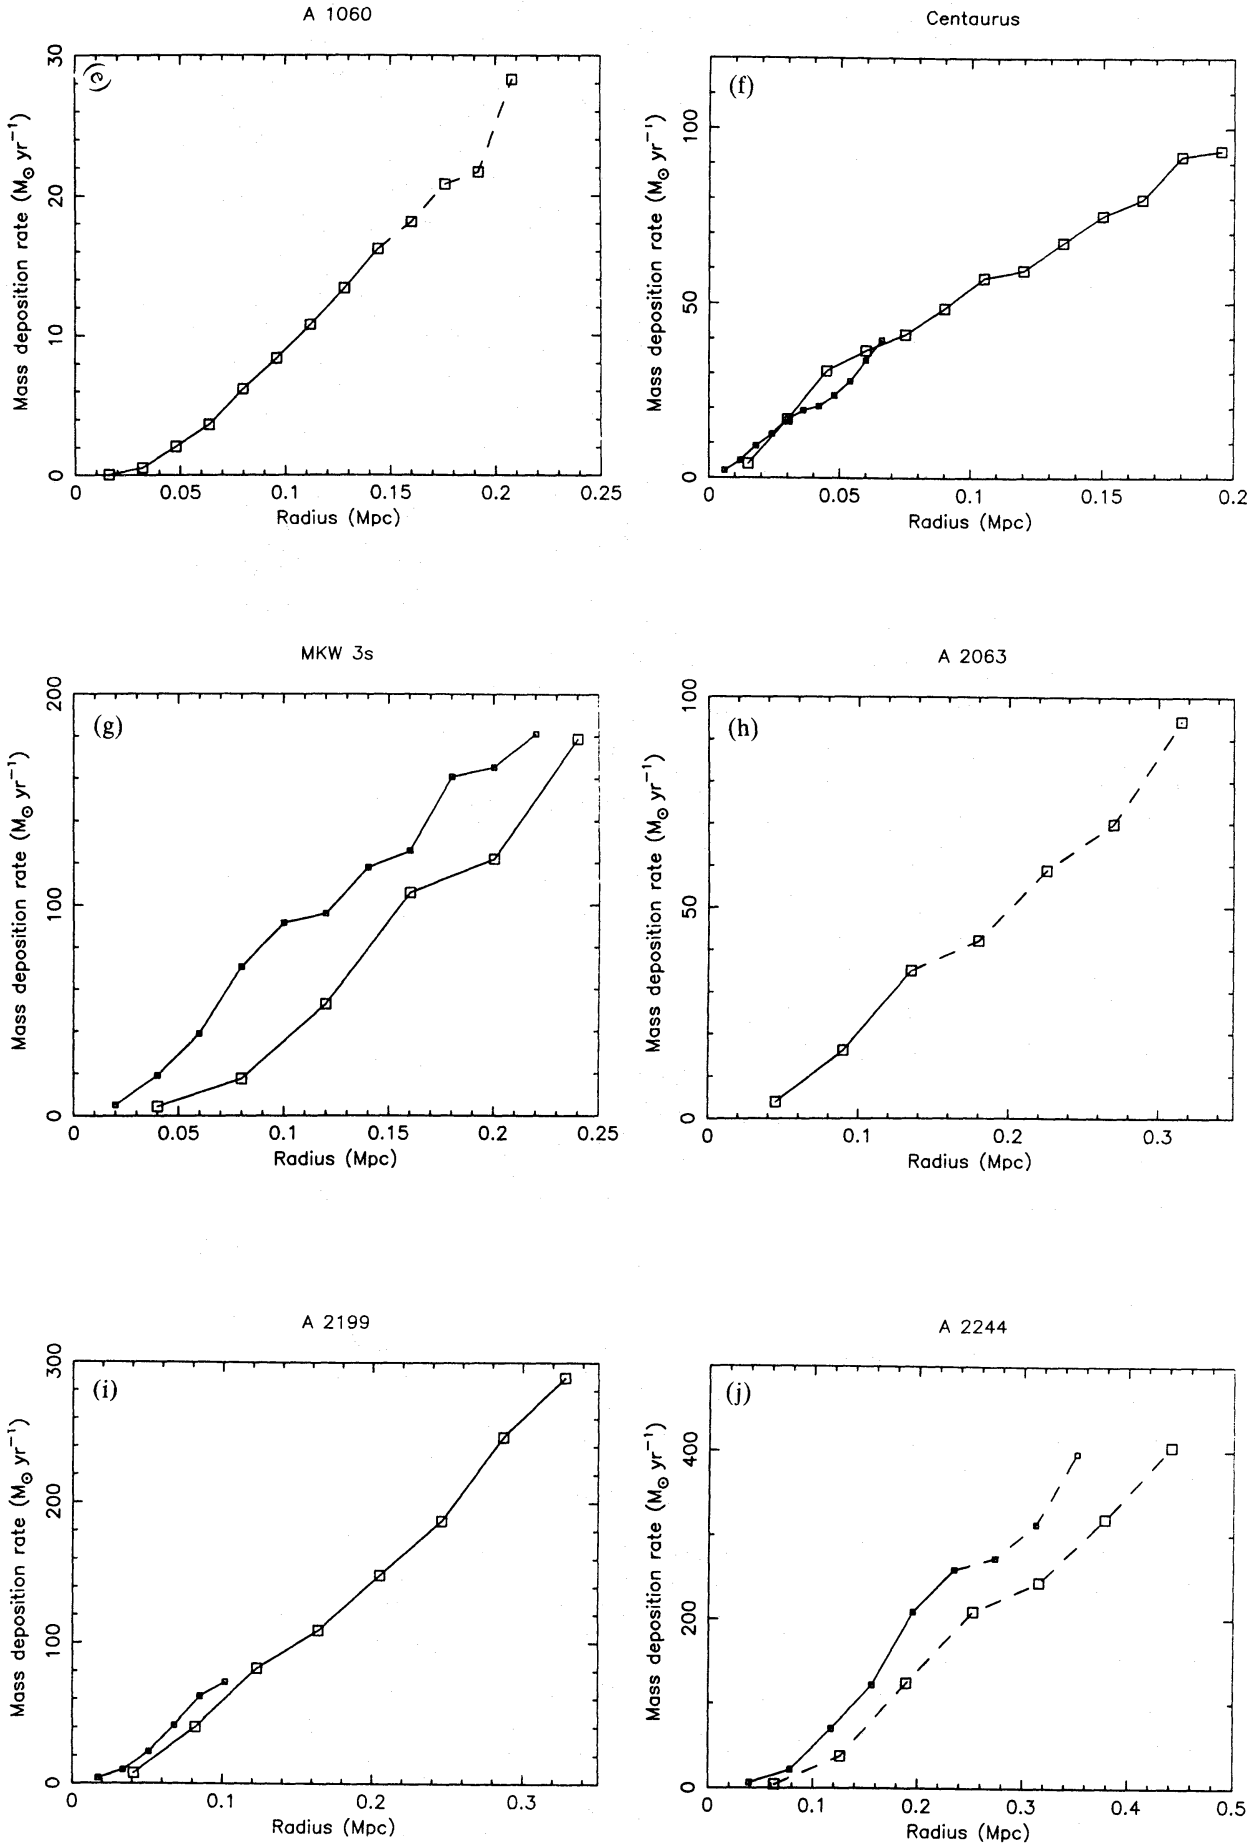 A 1060
(e)
Mass deposition rate (M⊙ yr⁻¹)
0 10 20 30
0 0.05 0.1 0.15 0.2 0.25
Radius (Mpc)
Centaurus
(f)
Mass deposition rate (M⊙ yr⁻¹)
0 50 100
0 0.05 0.1 0.15 0.2
Radius (Mpc)
MKW 3s
(g)
Mass deposition rate (M⊙ yr⁻¹)
0 100 200
0 0.05 0.1 0.15 0.2 0.25
Radius (Mpc)
A 2063
(h)
Mass deposition rate (M⊙ yr⁻¹)
0 50 100
0 0.1 0.2 0.3
Radius (Mpc)
A 2199
(i)
Mass deposition rate (M⊙ yr⁻¹)
0 100 200 300
0 0.1 0.2 0.3
Radius (Mpc)
A 2244
(j)
Mass deposition rate (M⊙ yr⁻¹)
0 200 400
0 0.1 0.2 0.3 0.4 0.5
Radius (Mpc)